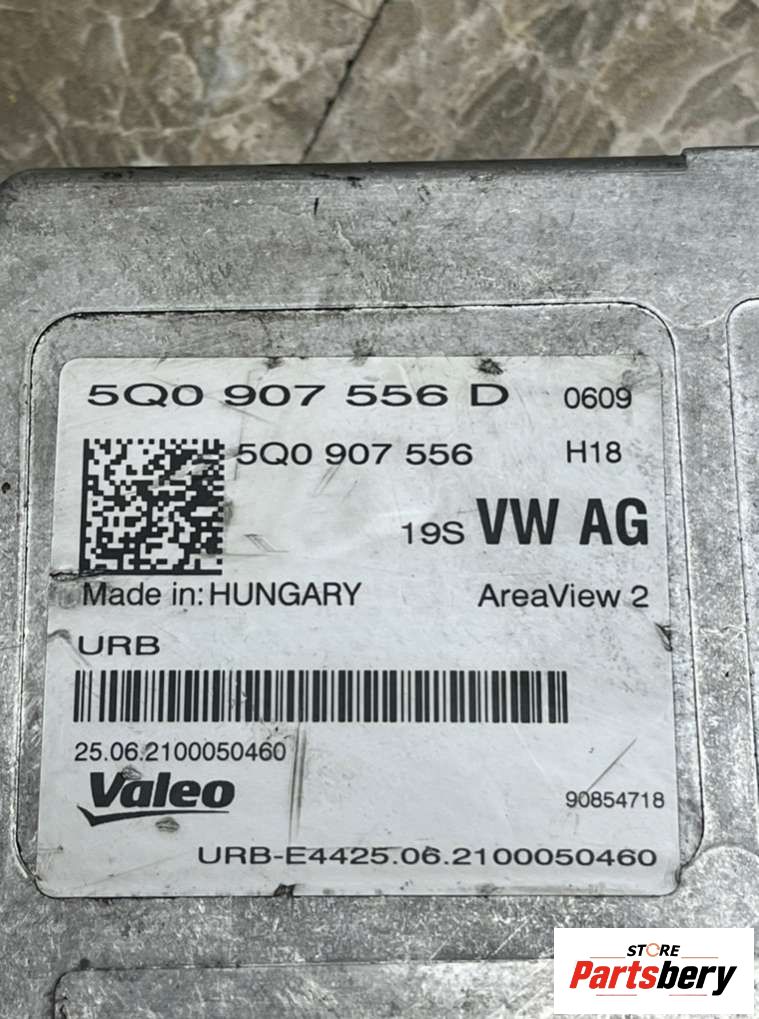 5Q0 907 556 D 0609
5Q0 907 556 H18
19S VW AG
Made in: HUNGARY AreaView 2
URB
25.06.2100050460
Valeo
90854718
URB-E4425.06.2100050460
STORE
Partsbery